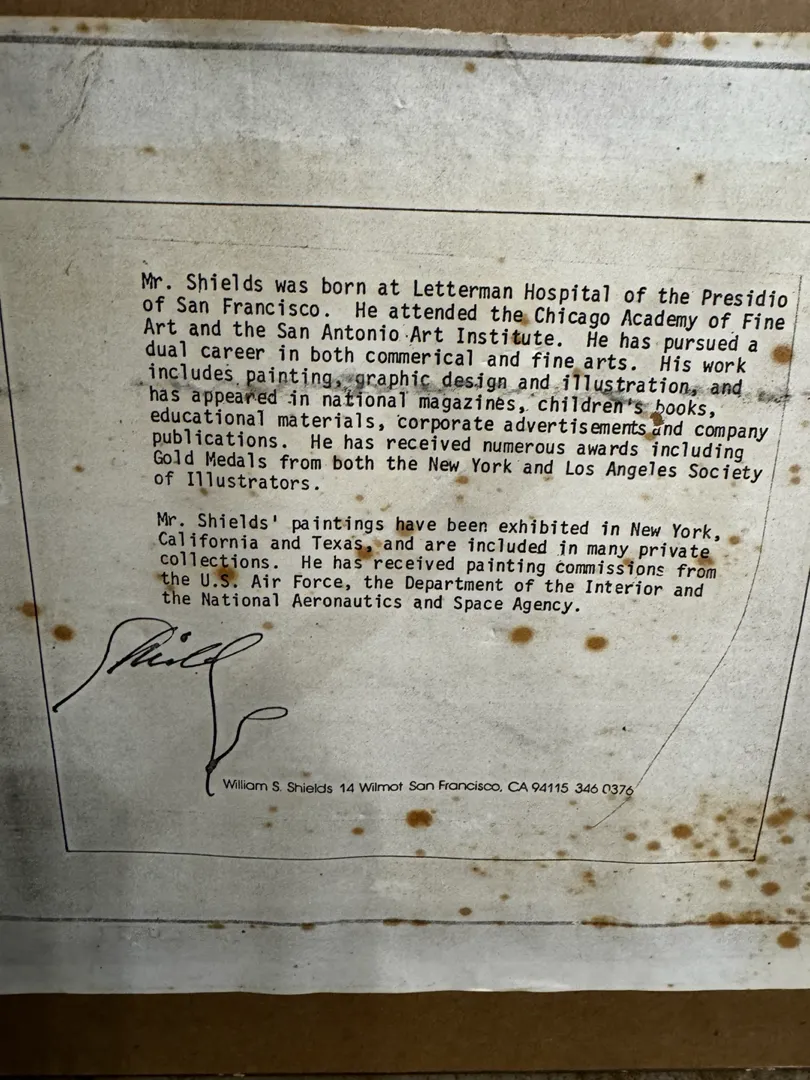 Mr. Shields was born at Letterman Hospital of the Presidio
of San Francisco. He attended the Chicago Academy of Fine
Art and the San Antonio Art Institute. He has pursued a
dual career in both commerical and fine arts. His work
includes painting, graphic design and illustration, and
has appeared in national magazines, children's books,
educational materials, corporate advertisements and company
publications. He has received numerous awards including
Gold Medals from both the New York and Los Angeles Society
of Illustrators.
Mr. Shields' paintings have been exhibited in New York,
California and Texas, and are included in many private
collections. He has received painting commissions from
the U.S. Air Force, the Department of the Interior and
the National Aeronautics and Space Agency.
Shields
William S. Shields 14 Wilmot San Francisco, CA 94115 346 0376